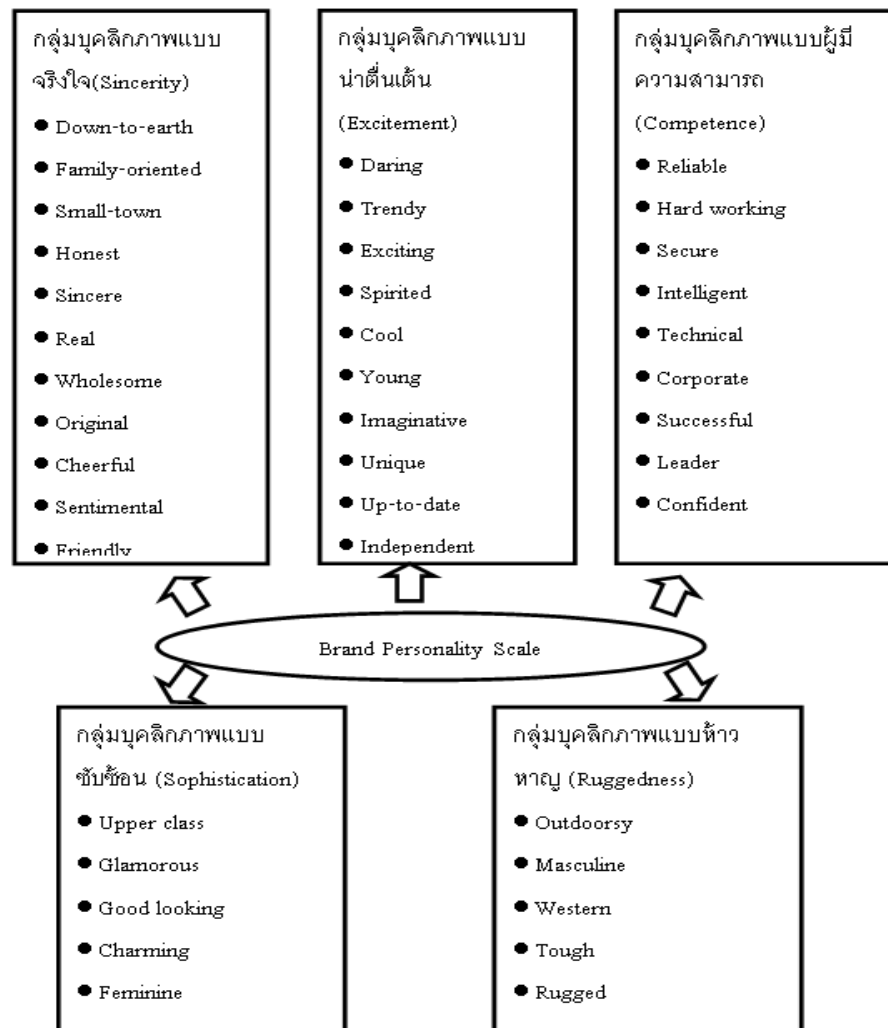 กลุ่มบุคลิกภาพแบบ
จริงใจ(Sincerity)
● Down-to-earth
● Family-oriented
● Small-town
● Honest
● Sincere
● Real
● Wholesome
● Original
● Cheerful
● Sentimental
● Friendly
กลุ่มบุคลิกภาพแบบ
น่าตื่นเต้น
(Excitement)
● Daring
● Trendy
● Exciting
● Spirited
● Cool
● Young
● Imaginative
● Unique
● Up-to-date
● Independent
กลุ่มบุคลิกภาพแบบผู้มี
ความสามารถ
(Competence)
● Reliable
● Hard working
● Secure
● Intelligent
● Technical
● Corporate
● Successful
● Leader
● Confident
Brand Personality Scale
กลุ่มบุคลิกภาพแบบ
ซับซ้อน (Sophistication)
● Upper class
● Glamorous
● Good looking
● Charming
● Feminine
กลุ่มบุคลิกภาพแบบห้าว
หาญ (Ruggedness)
● Outdoorsy
● Masculine
● Western
● Tough
● Rugged